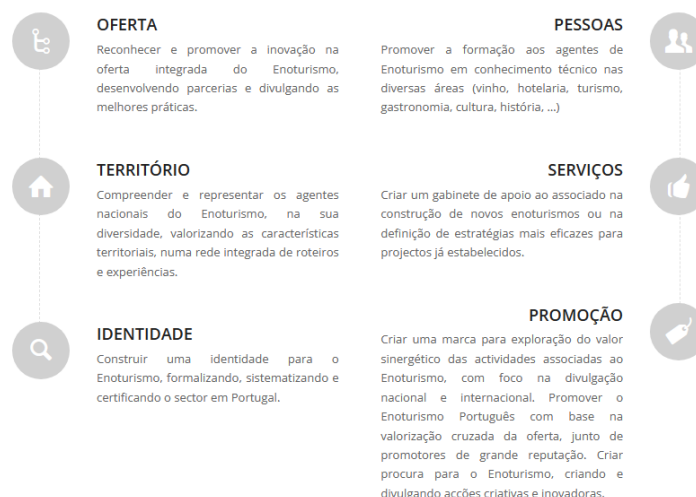 OFERTA
Reconhecer e promover a inovação na
oferta integrada do Enoturismo,
desenvolvendo parcerias e divulgando as
melhores práticas.
TERRITÓRIO
Compreender e representar os agentes
nacionais do Enoturismo, na sua
diversidade, valorizando as características
territoriais, numa rede integrada de roteiros
e experiências.
IDENTIDADE
Construir uma identidade para o
Enoturismo, formalizando, sistematizando e
certificando o sector em Portugal.
PESSOAS
Promover a formação aos agentes de
Enoturismo em conhecimento técnico nas
diversas áreas (vinho, hotelaria, turismo,
gastronomia, cultura, história, ...)
SERVIÇOS
Criar um gabinete de apoio ao associado na
construção de novos enoturismos ou na
definição de estratégias mais eficazes para
projectos já estabelecidos.
PROMOÇÃO
Criar uma marca para exploração do valor
sinergético das actividades associadas ao
Enoturismo, com foco na divulgação
nacional e internacional. Promover o
Enoturismo Português com base na
valorização cruzada da oferta, junto de
promotores de grande reputação. Criar
procura para o Enoturismo, criando e
divulgando acções criativas e inovadoras.